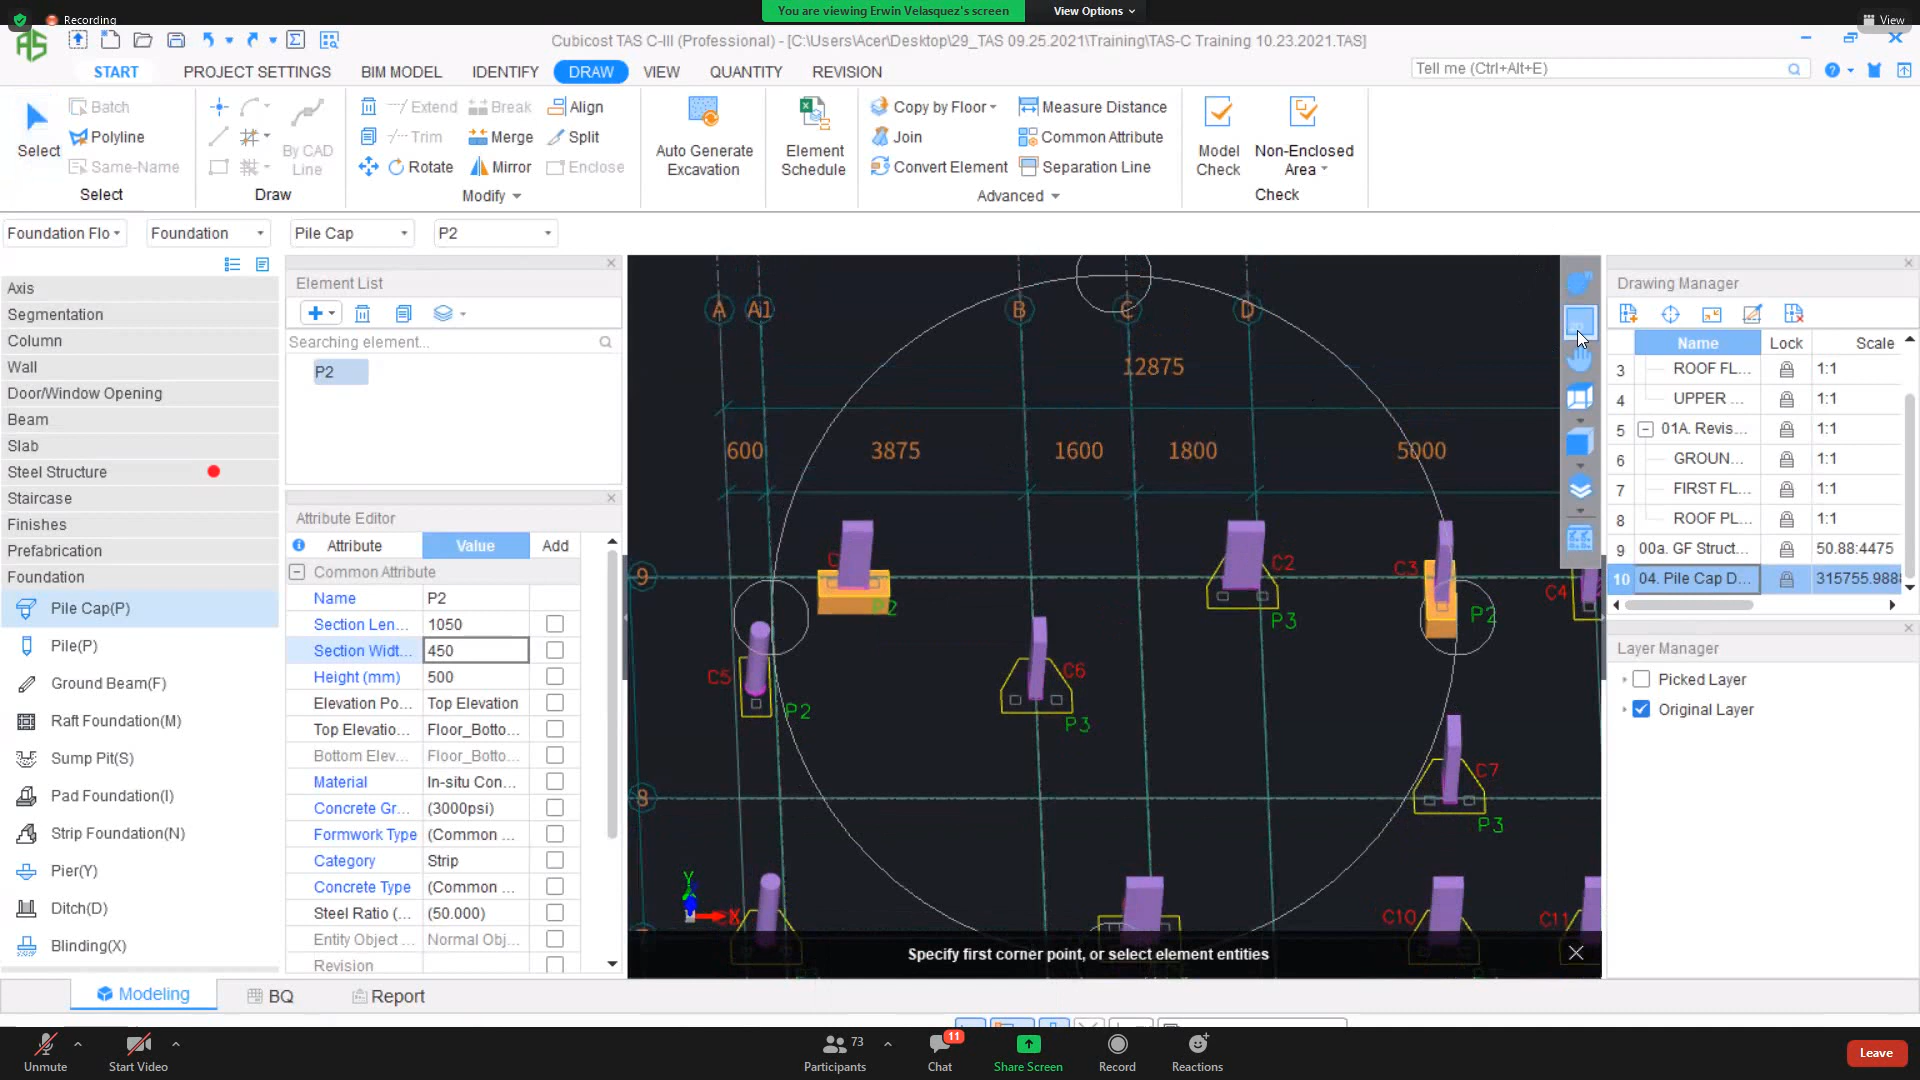 Recording
You are viewing Erwin Velasquez's screen
View Options
View
Cubicost TAS C-III (Professional) - [C:\Users\Acer\Desktop\29_TAS 09.25.2021\Training\TAS-C Training 10.23.2021.TAS]
START
PROJECT SETTINGS
BIM MODEL
IDENTIFY
DRAW
VIEW
QUANTITY
REVISION
Tell me (Ctrl+Alt+E)
Select
Batch
Polyline
Same-Name
Select
By CAD
Line
Draw
Extend
Break
Align
Trim
Merge
Split
Rotate
Mirror
Enclose
Modify
Auto Generate
Excavation
Element
Schedule
Copy by Floor
Measure Distance
Join
Common Attribute
Convert Element
Separation Line
Advanced
Model
Check
Non-Enclosed
Area
Check
Foundation Flo
Foundation
Pile Cap
P2
Axis
Segmentation
Column
Wall
Door/Window Opening
Beam
Slab
Steel Structure
Staircase
Finishes
Prefabrication
Foundation
Pile Cap(P)
Pile(P)
Ground Beam(F)
Raft Foundation(M)
Sump Pit(S)
Pad Foundation(I)
Strip Foundation(N)
Pier(Y)
Ditch(D)
Blinding(X)
Element List
Searching element...
P2
Attribute Editor
Attribute
Value
Add
Common Attribute
Name P2
Section Len... 1050
Section Widt... 450
Height (mm) 500
Elevation Po... Top Elevation
Top Elevatio... Floor_Botto...
Bottom Elev... Floor_Botto...
Material In-situ Con...
Concrete Gr... (3000psi)
Formwork Type (Common ...
Category Strip
Concrete Type (Common ...
Steel Ratio (... (50.000)
Entity Object ... Normal Obj...
Revision
A
A1
B
C
D
12875
600
3875
1600
1800
5000
9
P2
C2
P3
C3
P2
C4
C5
P2
C6
P3
8
C7
P3
C10
C11
Y
X
Specify first corner point, or select element entities
Drawing Manager
Name
Lock
Scale
3 ROOF FL... 1:1
4 UPPER ... 1:1
5 01A. Revis... 1:1
6 GROUN... 1:1
7 FIRST FL... 1:1
8 ROOF PL... 1:1
9 00a. GF Struct... 50.88:4475
10 04. Pile Cap D... 315755.988
Layer Manager
Picked Layer
Original Layer
Modeling
BQ
Report
Unmute
Start Video
73
Participants
11
Chat
Share Screen
Record
Reactions
Leave